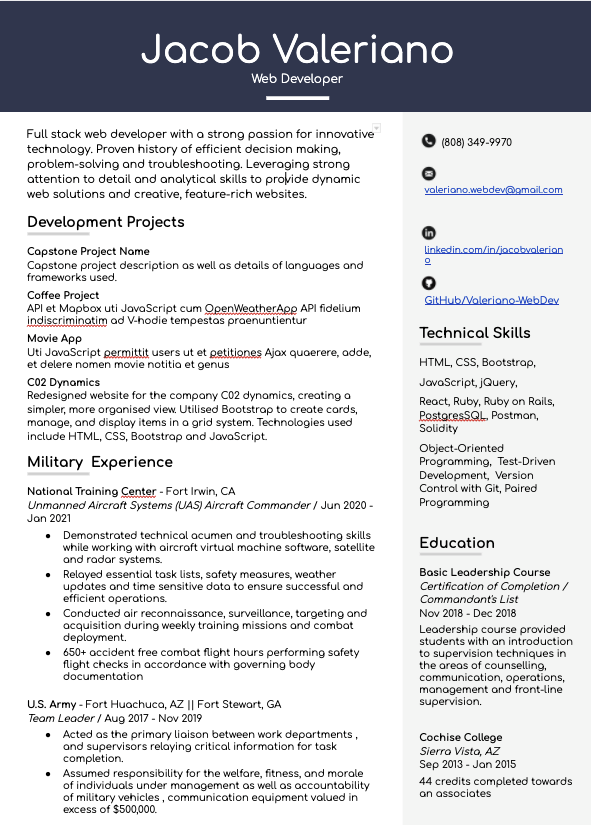 Jacob Valeriano
Web Developer
Full stack web developer with a strong passion for innovative
technology. Proven history of efficient decision making,
problem-solving and troubleshooting. Leveraging strong
attention to detail and analytical skills to provide dynamic
web solutions and creative, feature-rich websites.
Development Projects
Capstone Project Name
Capstone project description as well as details of languages and
frameworks used.
Coffee Project
API et Mapbox uti JavaScript cum OpenWeatherApp API fidelium
indiscriminatim ad V-hodie tempestas praenuntientur
Movie App
Uti JavaScript permittit users ut et petitiones Ajax quaerere, adde,
et delere nomen movie notitia et genus
C02 Dynamics
Redesigned website for the company C02 dynamics, creating a
simpler, more organised view. Utilised Bootstrap to create cards,
manage, and display items in a grid system. Technologies used
include HTML, CSS, Bootstrap and JavaScript.
Military  Experience
National Training Center - Fort Irwin, CA
Unmanned Aircraft Systems (UAS) Aircraft Commander / Jun 2020 -
Jan 2021
● Demonstrated technical acumen and troubleshooting skills
while working with aircraft virtual machine software, satellite
and radar systems.
● Relayed essential task lists, safety measures, weather
updates and time sensitive data to ensure successful and
efficient operations.
● Conducted air reconnaissance, surveillance, targeting and
acquisition during weekly training missions and combat
deployment.
● 650+ accident free combat flight hours performing safety
flight checks in accordance with governing body
documentation
U.S. Army - Fort Huachuca, AZ || Fort Stewart, GA
Team Leader / Aug 2017 - Nov 2019
● Acted as the primary liaison between work departments ,
and supervisors relaying critical information for task
completion.
● Assumed responsibility for the welfare, fitness, and morale
of individuals under management as well as accountability
of military vehicles , communication equipment valued in
excess of $500,000.
(808) 349-9970
valeriano.webdev@gmail.com
linkedin.com/in/jacobvalerian
o
GitHub/Valeriano-WebDev
Technical Skills
HTML, CSS, Bootstrap,
JavaScript, jQuery,
React, Ruby, Ruby on Rails,
PostgresSQL, Postman,
Solidity
Object-Oriented
Programming,  Test-Driven
Development,  Version
Control with Git, Paired
Programming
Education
Basic Leadership Course
Certification of Completion /
Commandant's List
Nov 2018 - Dec 2018
Leadership course provided
students with an introduction
to supervision techniques in
the areas of counselling,
communication, operations,
management and front-line
supervision.
Cochise College
Sierra Vista, AZ
Sep 2013 - Jan 2015
44 credits completed towards
an associates